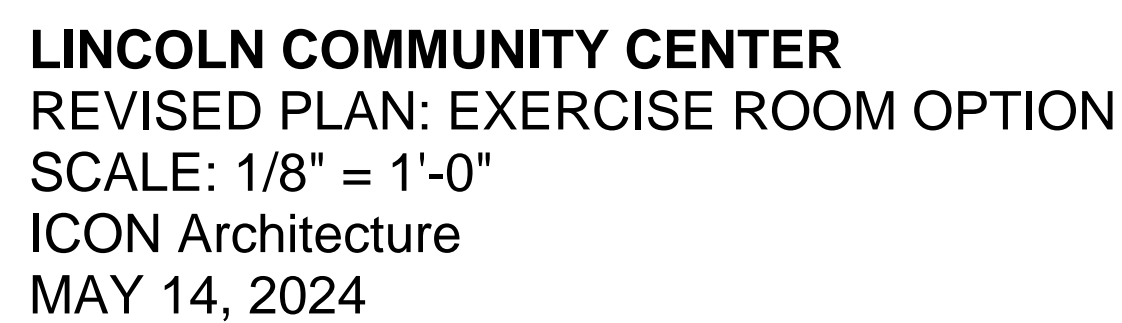 LINCOLN COMMUNITY CENTER
REVISED PLAN: EXERCISE ROOM OPTION
SCALE: 1/8" = 1'-0"
ICON Architecture
MAY 14, 2024